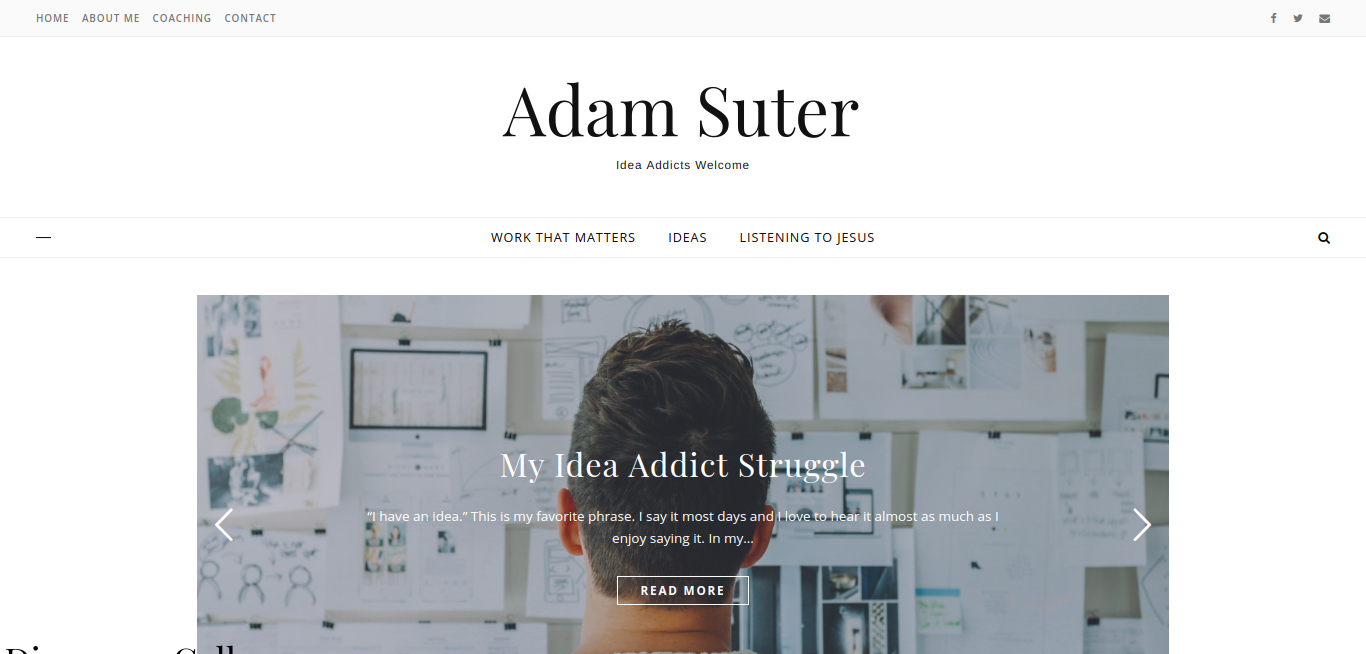 HOME ABOUT ME COACHING CONTACT
Adam Suter
Idea Addicts Welcome
WORK THAT MATTERS IDEAS LISTENING TO JESUS
My Idea Addict Struggle
“I have an idea.” This is my favorite phrase. I say it most days and I love to hear it almost as much as I
enjoy saying it. In my...
READ MORE